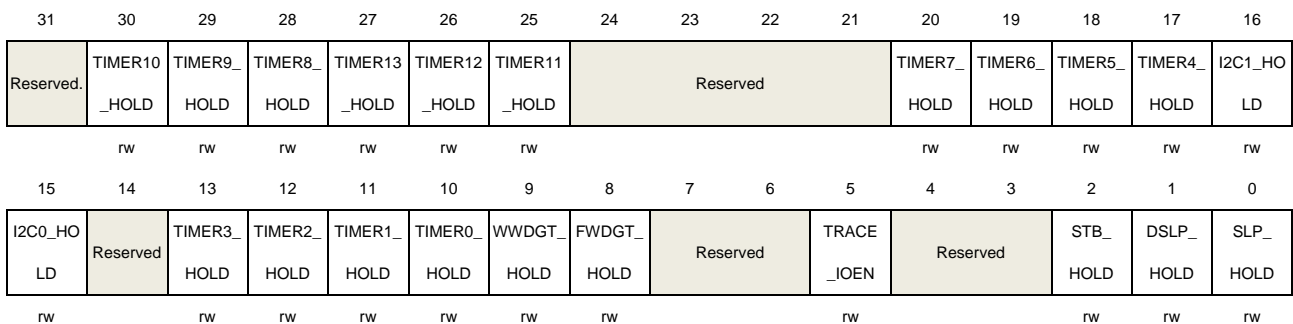 31 30 29 28 27 26 25 24 23 22 21 20 19 18 17 16
Reserved. TIMER10 _HOLD TIMER9_ HOLD TIMER8_ HOLD TIMER13 _HOLD TIMER12 _HOLD TIMER11 _HOLD Reserved TIMER7_ HOLD TIMER6_ HOLD TIMER5_ HOLD TIMER4_ HOLD I2C1_HO LD
rw rw rw rw rw rw rw rw rw rw rw
15 14 13 12 11 10 9 8 7 6 5 4 3 2 1 0
I2C0_HO LD Reserved TIMER3_ HOLD TIMER2_ HOLD TIMER1_ HOLD TIMER0_ HOLD WWDGT_ HOLD FWDGT_ HOLD Reserved TRACE _IOEN Reserved STB_ HOLD DSLP_ HOLD SLP_ HOLD
rw rw rw rw rw rw rw rw rw rw rw